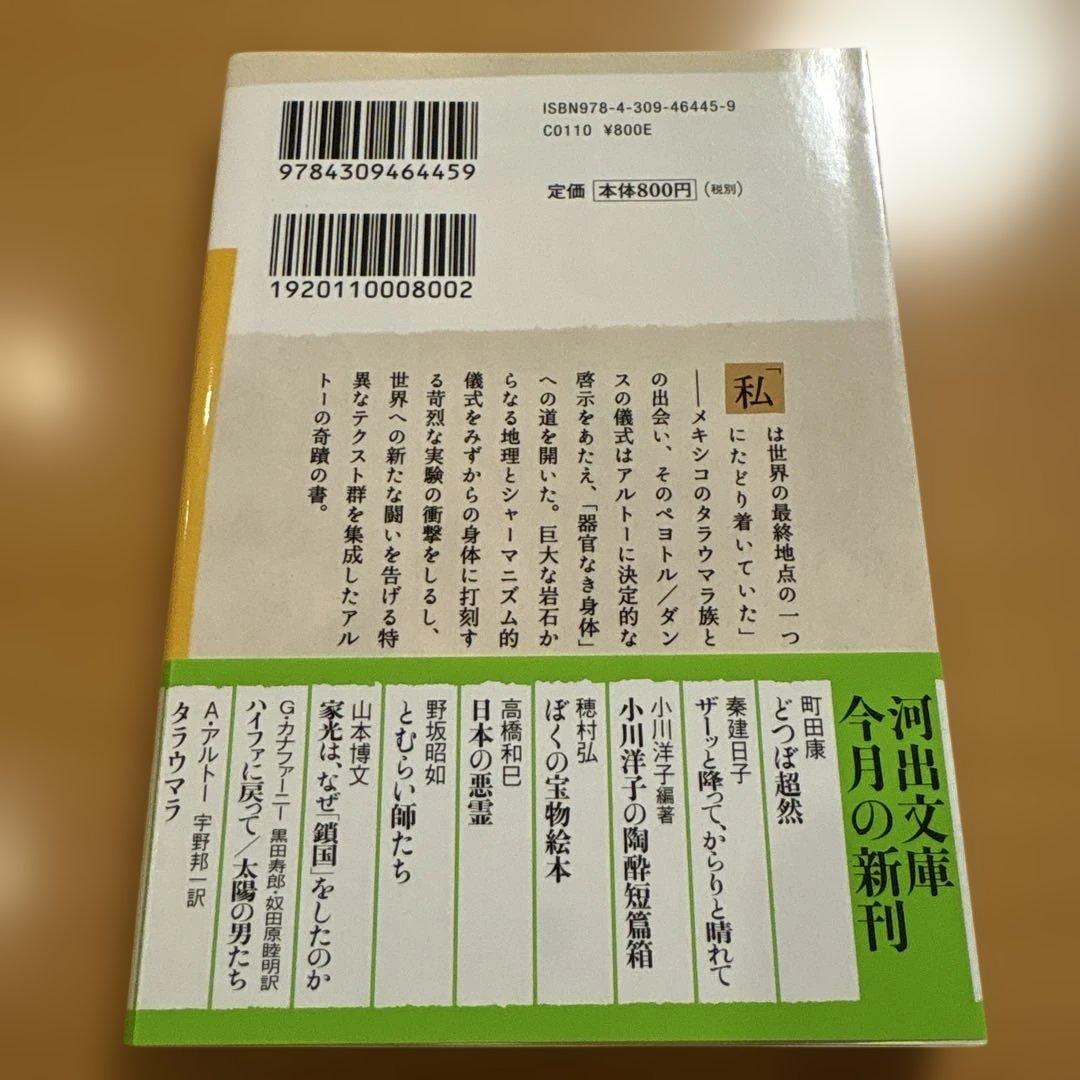 ISBN978-4-309-46445-9
C0110 ¥800E
9784309464459
定価 本体800円 (税別)
1920110008002
「私
は世界の最終地点の一つ
にたどり着いていた」
――メキシコのタラウマラ族と
の出会い、そのペヨトル／ダン
スの儀式はアルトーに決定的な
啓示をあたえ、「器官なき身体」
への道を開いた。巨大な岩石か
らなる地理とシャーマニズム的
儀式をみずからの身体に打刻す
る苛烈な実験の衝撃をしるし、
世界への新たな闘いを告げる特
異なテクスト群を集成したアル
トーの奇蹟の書。
河出文庫
今月の新刊
町田康
どつぼ超然
秦建日子
ザーッと降って、からりと晴れて
小川洋子編著
小川洋子の陶酔短篇箱
穂村弘
ぼくの宝物絵本
高橋和巳
日本の悪霊
野坂昭如
とむらい師たち
山本博文
家光は、なぜ「鎖国」をしたのか
G・カナファーニー 黒田寿郎・奴田原睦明訳
ハイファに戻って／太陽の男たち
A・アルトー 宇野邦一訳
タラウマラ